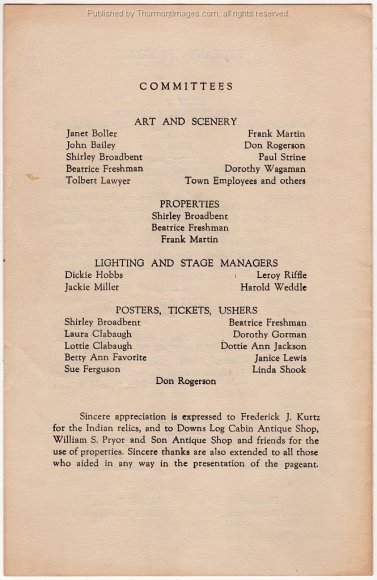 Published by ThurmontImages.com, all rights reserved.
COMMITTEES
ART AND SCENERY
Janet Boller Frank Martin
John Bailey Don Rogerson
Shirley Broadbent Paul Strine
Beatrice Freshman Dorothy Wagaman
Tolbert Lawyer Town Employees and others
PROPERTIES
Shirley Broadbent
Beatrice Freshman
Frank Martin
LIGHTING AND STAGE MANAGERS
Dickie Hobbs Leroy Riffle
Jackie Miller Harold Weddle
POSTERS, TICKETS, USHERS
Shirley Broadbent Beatrice Freshman
Laura Clabaugh Dorothy Gorman
Lottie Clabaugh Dottie Ann Jackson
Betty Ann Favorite Janice Lewis
Sue Ferguson Linda Shook
Don Rogerson
Sincere appreciation is expressed to Frederick J. Kurtz
for the Indian relics, and to Downs Log Cabin Antique Shop,
William S. Pryor and Son Antique Shop and friends for the
use of properties. Sincere thanks are also extended to all those
who aided in any way in the presentation of the pageant.